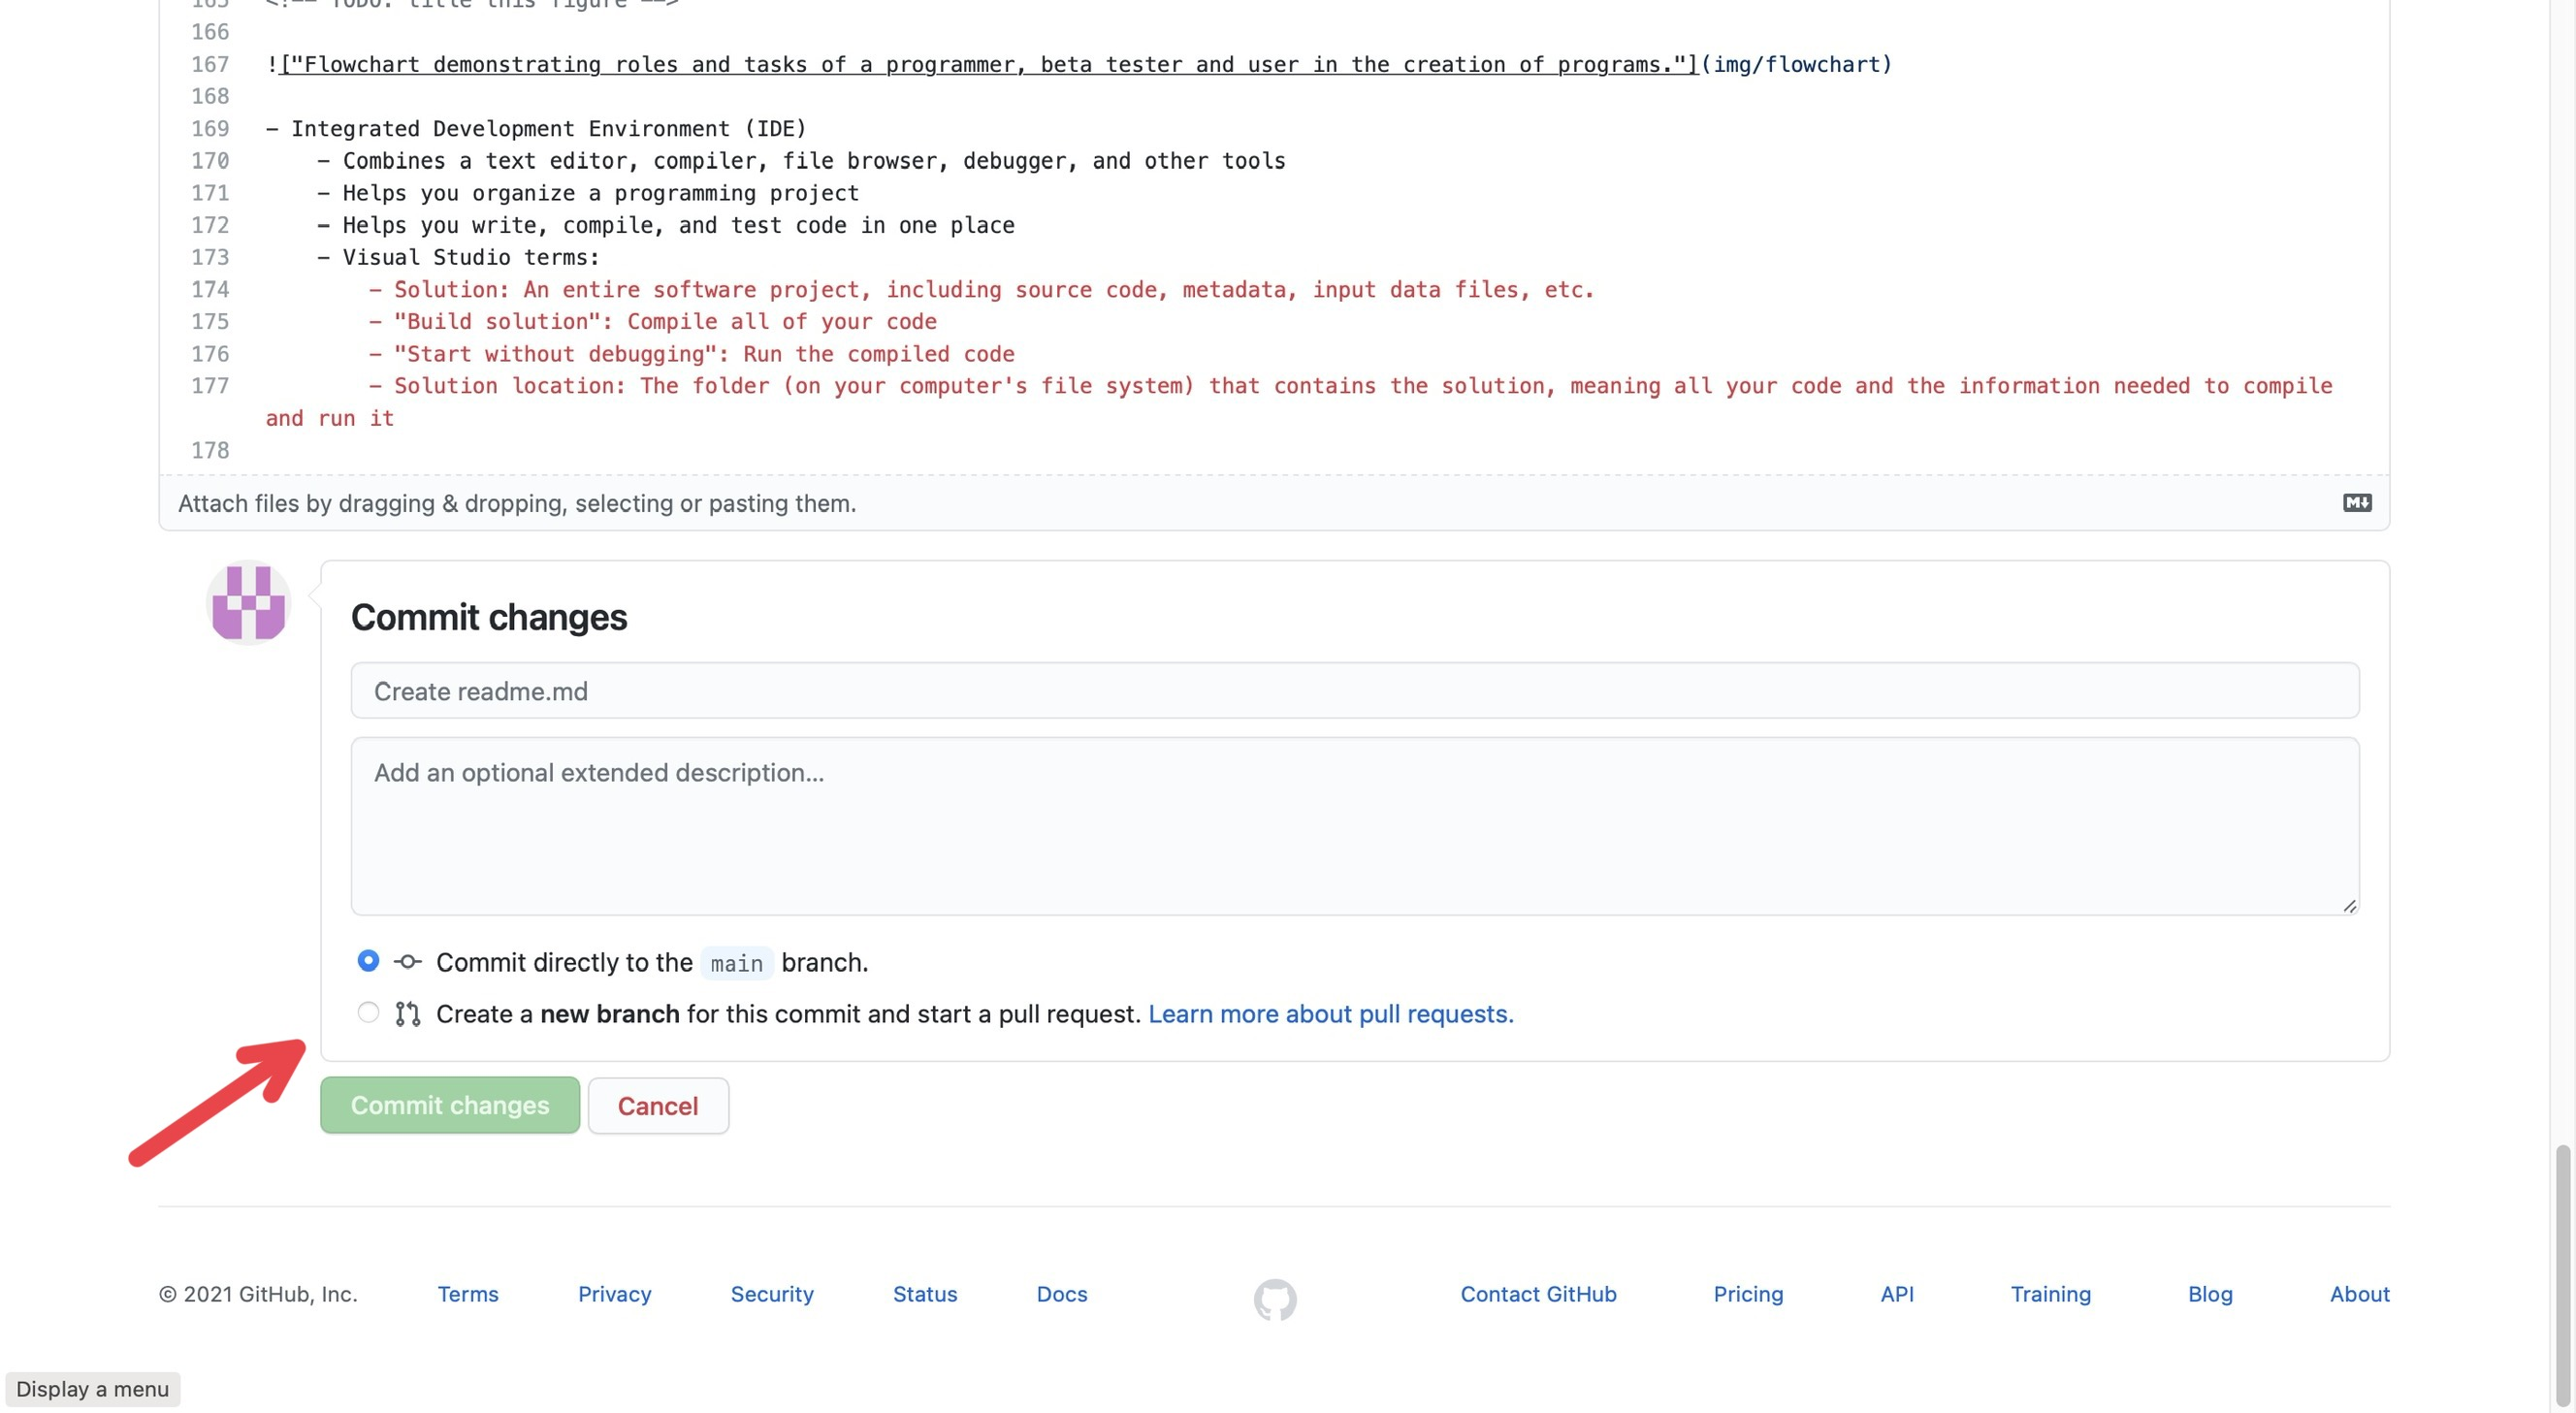 165 <!-- TODO: title this figure -->
166
167 !["Flowchart demonstrating roles and tasks of a programmer, beta tester and user in the creation of programs."](img/flowchart)
168
169 - Integrated Development Environment (IDE)
170 - Combines a text editor, compiler, file browser, debugger, and other tools
171 - Helps you organize a programming project
172 - Helps you write, compile, and test code in one place
173 - Visual Studio terms:
174 - Solution: An entire software project, including source code, metadata, input data files, etc.
175 - "Build solution": Compile all of your code
176 - "Start without debugging": Run the compiled code
177 - Solution location: The folder (on your computer's file system) that contains the solution, meaning all your code and the information needed to compile
and run it
178
Attach files by dragging & dropping, selecting or pasting them.
M↓
Commit changes
Create readme.md
Add an optional extended description...
Commit directly to the main branch.
Create a new branch for this commit and start a pull request. Learn more about pull requests.
Commit changes Cancel
© 2021 GitHub, Inc. Terms Privacy Security Status Docs Contact GitHub Pricing API Training Blog About
Display a menu